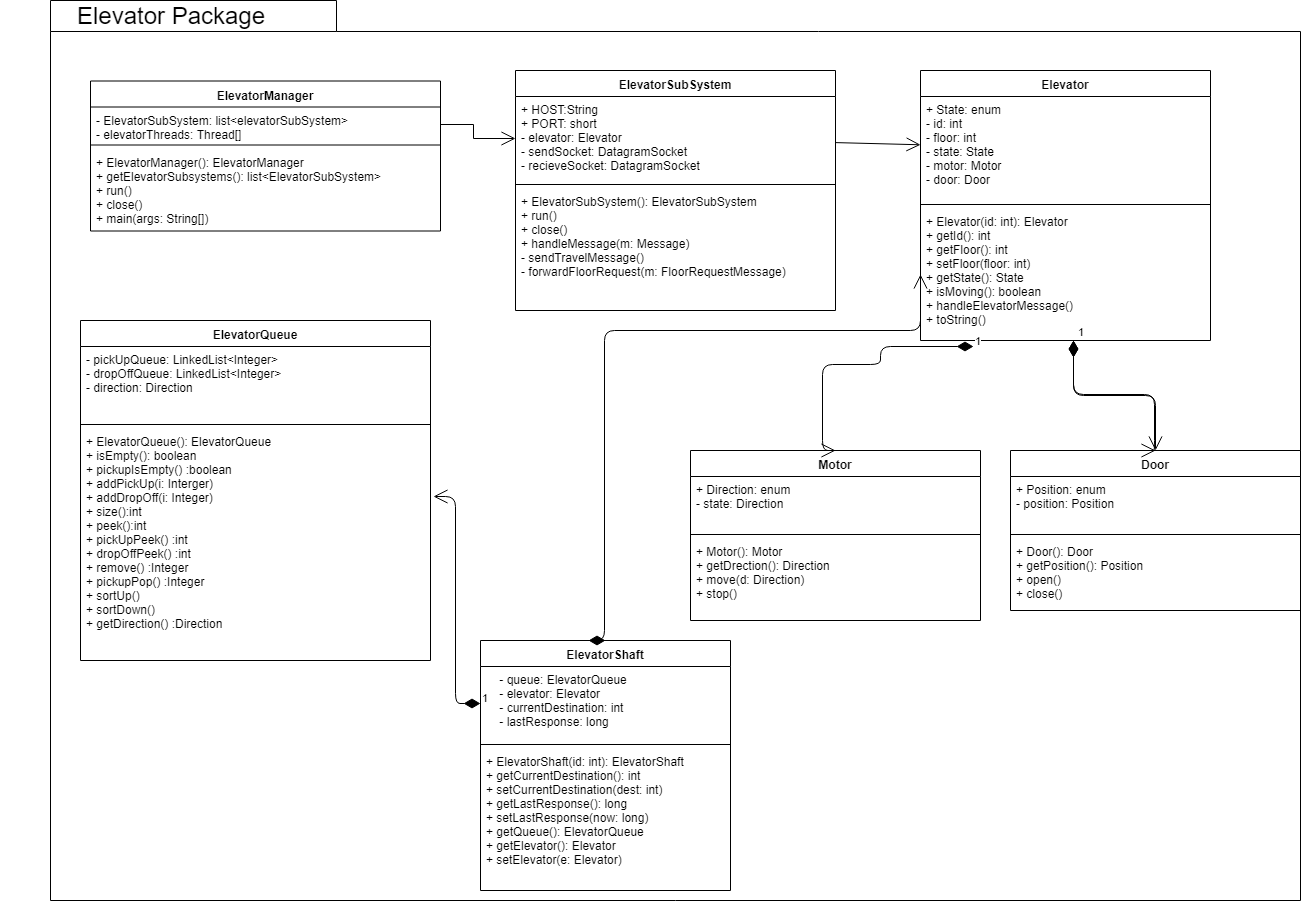 Elevator Package
ElevatorManager
- ElevatorSubSystem: list<elevatorSubSystem>
- elevatorThreads: Thread[]
+ ElevatorManager(): ElevatorManager
+ getElevatorSubsystems(): list<ElevatorSubSystem>
+ run()
+ close()
+ main(args: String[])
ElevatorSubSystem
+ HOST:String
+ PORT: short
- elevator: Elevator
- sendSocket: DatagramSocket
- recieveSocket: DatagramSocket
+ ElevatorSubSystem(): ElevatorSubSystem
+ run()
+ close()
+ handleMessage(m: Message)
- sendTravelMessage()
- forwardFloorRequest(m: FloorRequestMessage)
Elevator
+ State: enum
- id: int
- floor: int
- state: State
- motor: Motor
- door: Door
+ Elevator(id: int): Elevator
+ getId(): int
+ getFloor(): int
+ setFloor(floor: int)
+ getState(): State
+ isMoving(): boolean
+ handleElevatorMessage()
+ toString()
1
1
ElevatorQueue
- pickUpQueue: LinkedList<Integer>
- dropOffQueue: LinkedList<Integer>
- direction: Direction
+ ElevatorQueue(): ElevatorQueue
+ isEmpty(): boolean
+ pickupIsEmpty() :boolean
+ addPickUp(i: Interger)
+ addDropOff(i: Integer)
+ size():int
+ peek():int
+ pickUpPeek() :int
+ dropOffPeek() :int
+ remove() :Integer
+ pickupPop() :Integer
+ sortUp()
+ sortDown()
+ getDirection() :Direction
Motor
+ Direction: enum
- state: Direction
+ Motor(): Motor
+ getDrection(): Direction
+ move(d: Direction)
+ stop()
Door
+ Position: enum
- position: Position
+ Door(): Door
+ getPosition(): Position
+ open()
+ close()
ElevatorShaft
1
- queue: ElevatorQueue
- elevator: Elevator
- currentDestination: int
- lastResponse: long
+ ElevatorShaft(id: int): ElevatorShaft
+ getCurrentDestination(): int
+ setCurrentDestination(dest: int)
+ getLastResponse(): long
+ setLastResponse(now: long)
+ getQueue(): ElevatorQueue
+ getElevator(): Elevator
+ setElevator(e: Elevator)